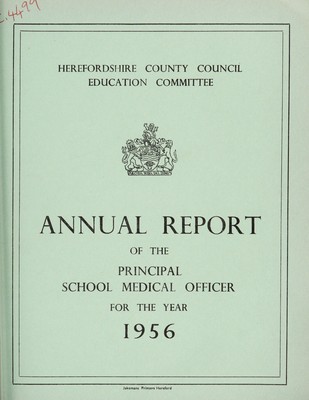 C.4499
HEREFORDSHIRE COUNTY COUNCIL
EDUCATION COMMITTEE
ANNUAL REPORT
OF THE
PRINCIPAL
SCHOOL MEDICAL OFFICER
FOR THE YEAR
1956
Jakemans Printers Hereford